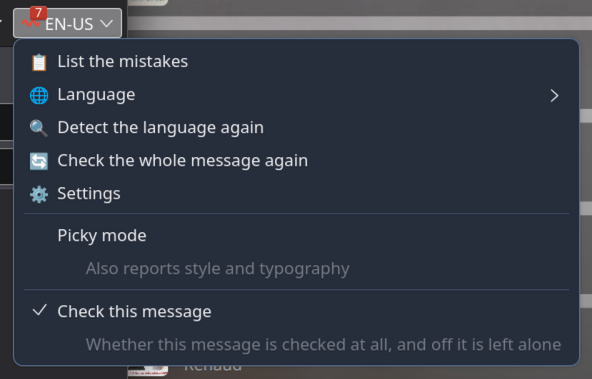 7
EN-US
List the mistakes
Language
Detect the language again
Check the whole message again
Settings
Picky mode
Also reports style and typography
Check this message
Whether this message is checked at all, and off it is left alone
Renaud